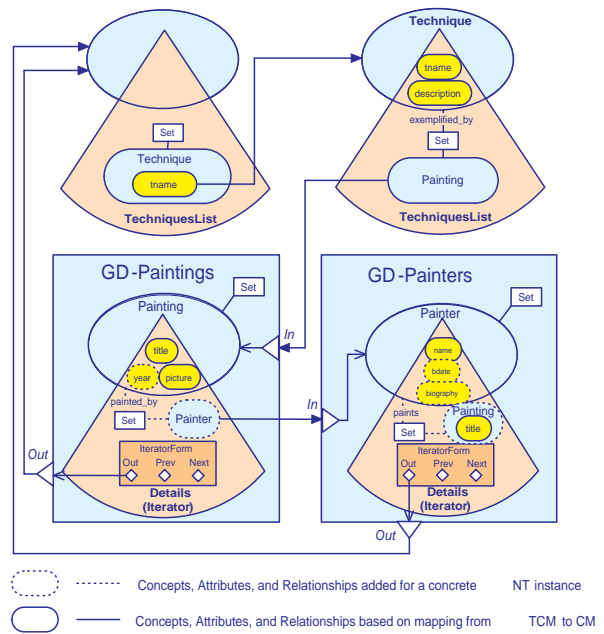 Technique
tname
description
exemplified_by
Set
Set
Technique
Painting
tname
TechniquesList
TechniquesList
GD-Paintings
GD-Painters
Set
Set
Painting
Painter
In
title
name
year
picture
bdate
biography
painted_by
In
paints
Painting
Set
Painter
Set
title
IteratorForm
Out Prev Next
IteratorForm
Out Prev Next
Out
Details
(Iterator)
Details
(Iterator)
Out
Concepts, Attributes, and Relationships added for a concrete NT instance
Concepts, Attributes, and Relationships based on mapping from TCM to CM